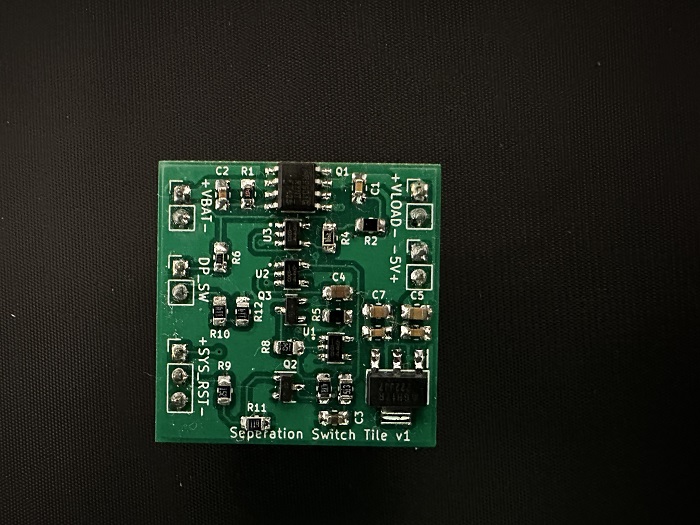 C2 R1 Q1
+VBAT-
C1
+VLOAD-
U3
R4
R2
-5V+
R6
DP_SW
U2
C4
Q3
C7 C5
R10
R12
R5
U1
R8
+SYS_RST-
R9
Q2
R11
C3
Seperation Switch Tile v1